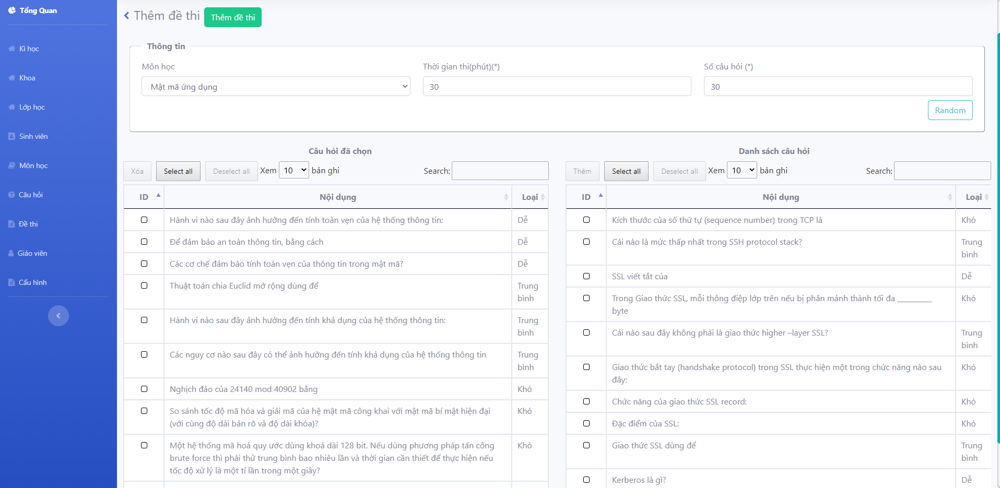 Tổng Quan
Kì học
Khoa
Lớp học
Sinh viên
Môn học
Câu hỏi
Đề thi
Giáo viên
Cấu hình
Thêm đề thi
Thêm đề thi
Thông tin
Môn học
Thời gian thi(phút)(*)
Số câu hỏi (*)
Mật mã ứng dụng
30
30
Random
Câu hỏi đã chọn
Xóa
Select all
Deselect all
Xem 10 bản ghi
Search:
ID
Nội dụng
Loại
Hành vi nào sau đây ảnh hưởng đến tính toàn vẹn của hệ thống thông tin:
Dễ
Để đảm bảo an toàn thông tin, bằng cách
Dễ
Các cơ chế đảm bảo tính toàn vẹn của thông tin trong mật mã?
Dễ
Thuật toán chia Euclid mở rộng dùng để
Trung
bình
Hành vi nào sau đây ảnh hưởng đến tính khả dụng của hệ thống thông tin:
Trung
bình
Các nguy cơ nào sau đây có thể ảnh hưởng đến tính khả dụng của hệ thống thông tin
Trung
bình
Nghịch đảo của 24140 mod 40902 bằng
Khó
So sánh tốc độ mã hóa và giải mã của hệ mật mã công khai với mật mã bí mật hiện đại
(với cùng độ dài bản rõ và độ dài khóa)?
Khó
Một hệ thống mã hoá quy ước dùng khoá dài 128 bit. Nếu dùng phương pháp tấn công
brute force thì phải thử trung bình bao nhiêu lần và thời gian cần thiết để thực hiện nếu
tốc độ xử lý là một tỉ lần trong một giây?
Khó
Danh sách câu hỏi
Thêm
Select all
Deselect all
Xem 10 bản ghi
Search:
ID
Nội dụng
Loại
Kích thước của số thứ tự (sequence number) trong TCP là
Khó
Cái nào là mức thấp nhất trong SSH protocol stack?
Trung
bình
SSL viết tắt của
Dễ
Trong Giao thức SSL, mỗi thông điệp lớp trên nếu bị phân mảnh thành tối đa _________
byte
Khó
Cái nào sau đây không phải là giao thức higher –layer SSL?
Trung
bình
Giao thức bắt tay (handshake protocol) trong SSL thực hiện một trong chức năng nào sau
đây:
Khó
Chức năng của giao thức SSL record:
Khó
Đặc điểm của SSL:
Khó
Giao thức SSL dùng để
Trung
bình
Kerberos là gì?
Dễ